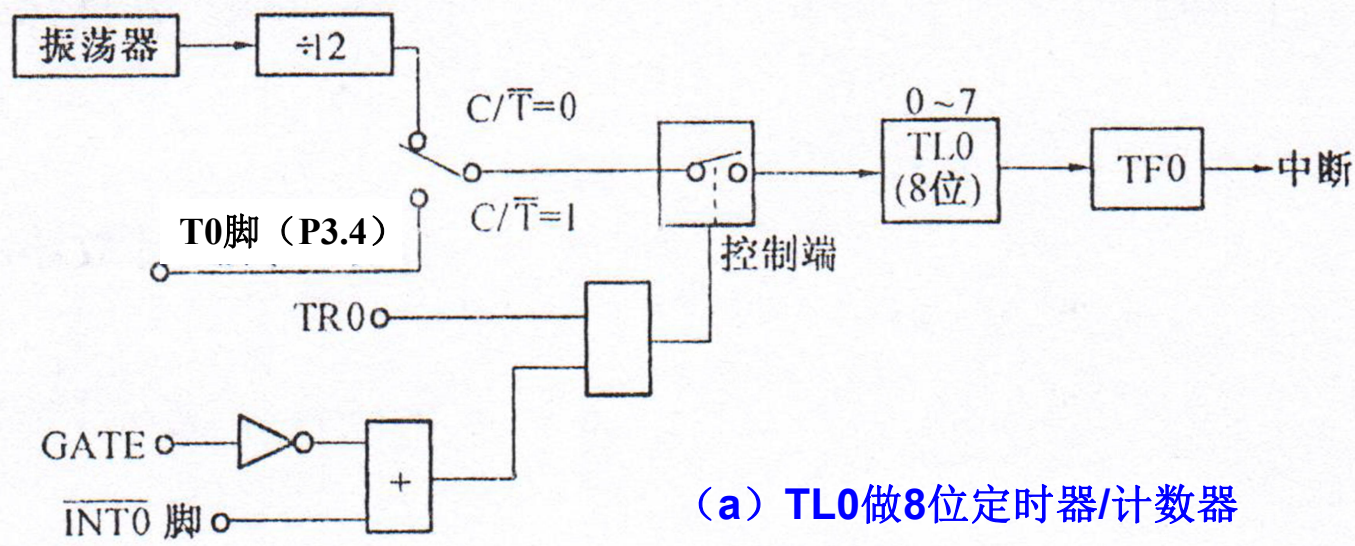 振荡器
÷12
C/T̅=0
0~7
TL0
(8位)
TF0
中断
C/T̅=1
T0脚（P3.4）
控制端
TR0
GATE
+
I̅N̅T̅0̅ 脚
（a）TL0做8位定时器/计数器